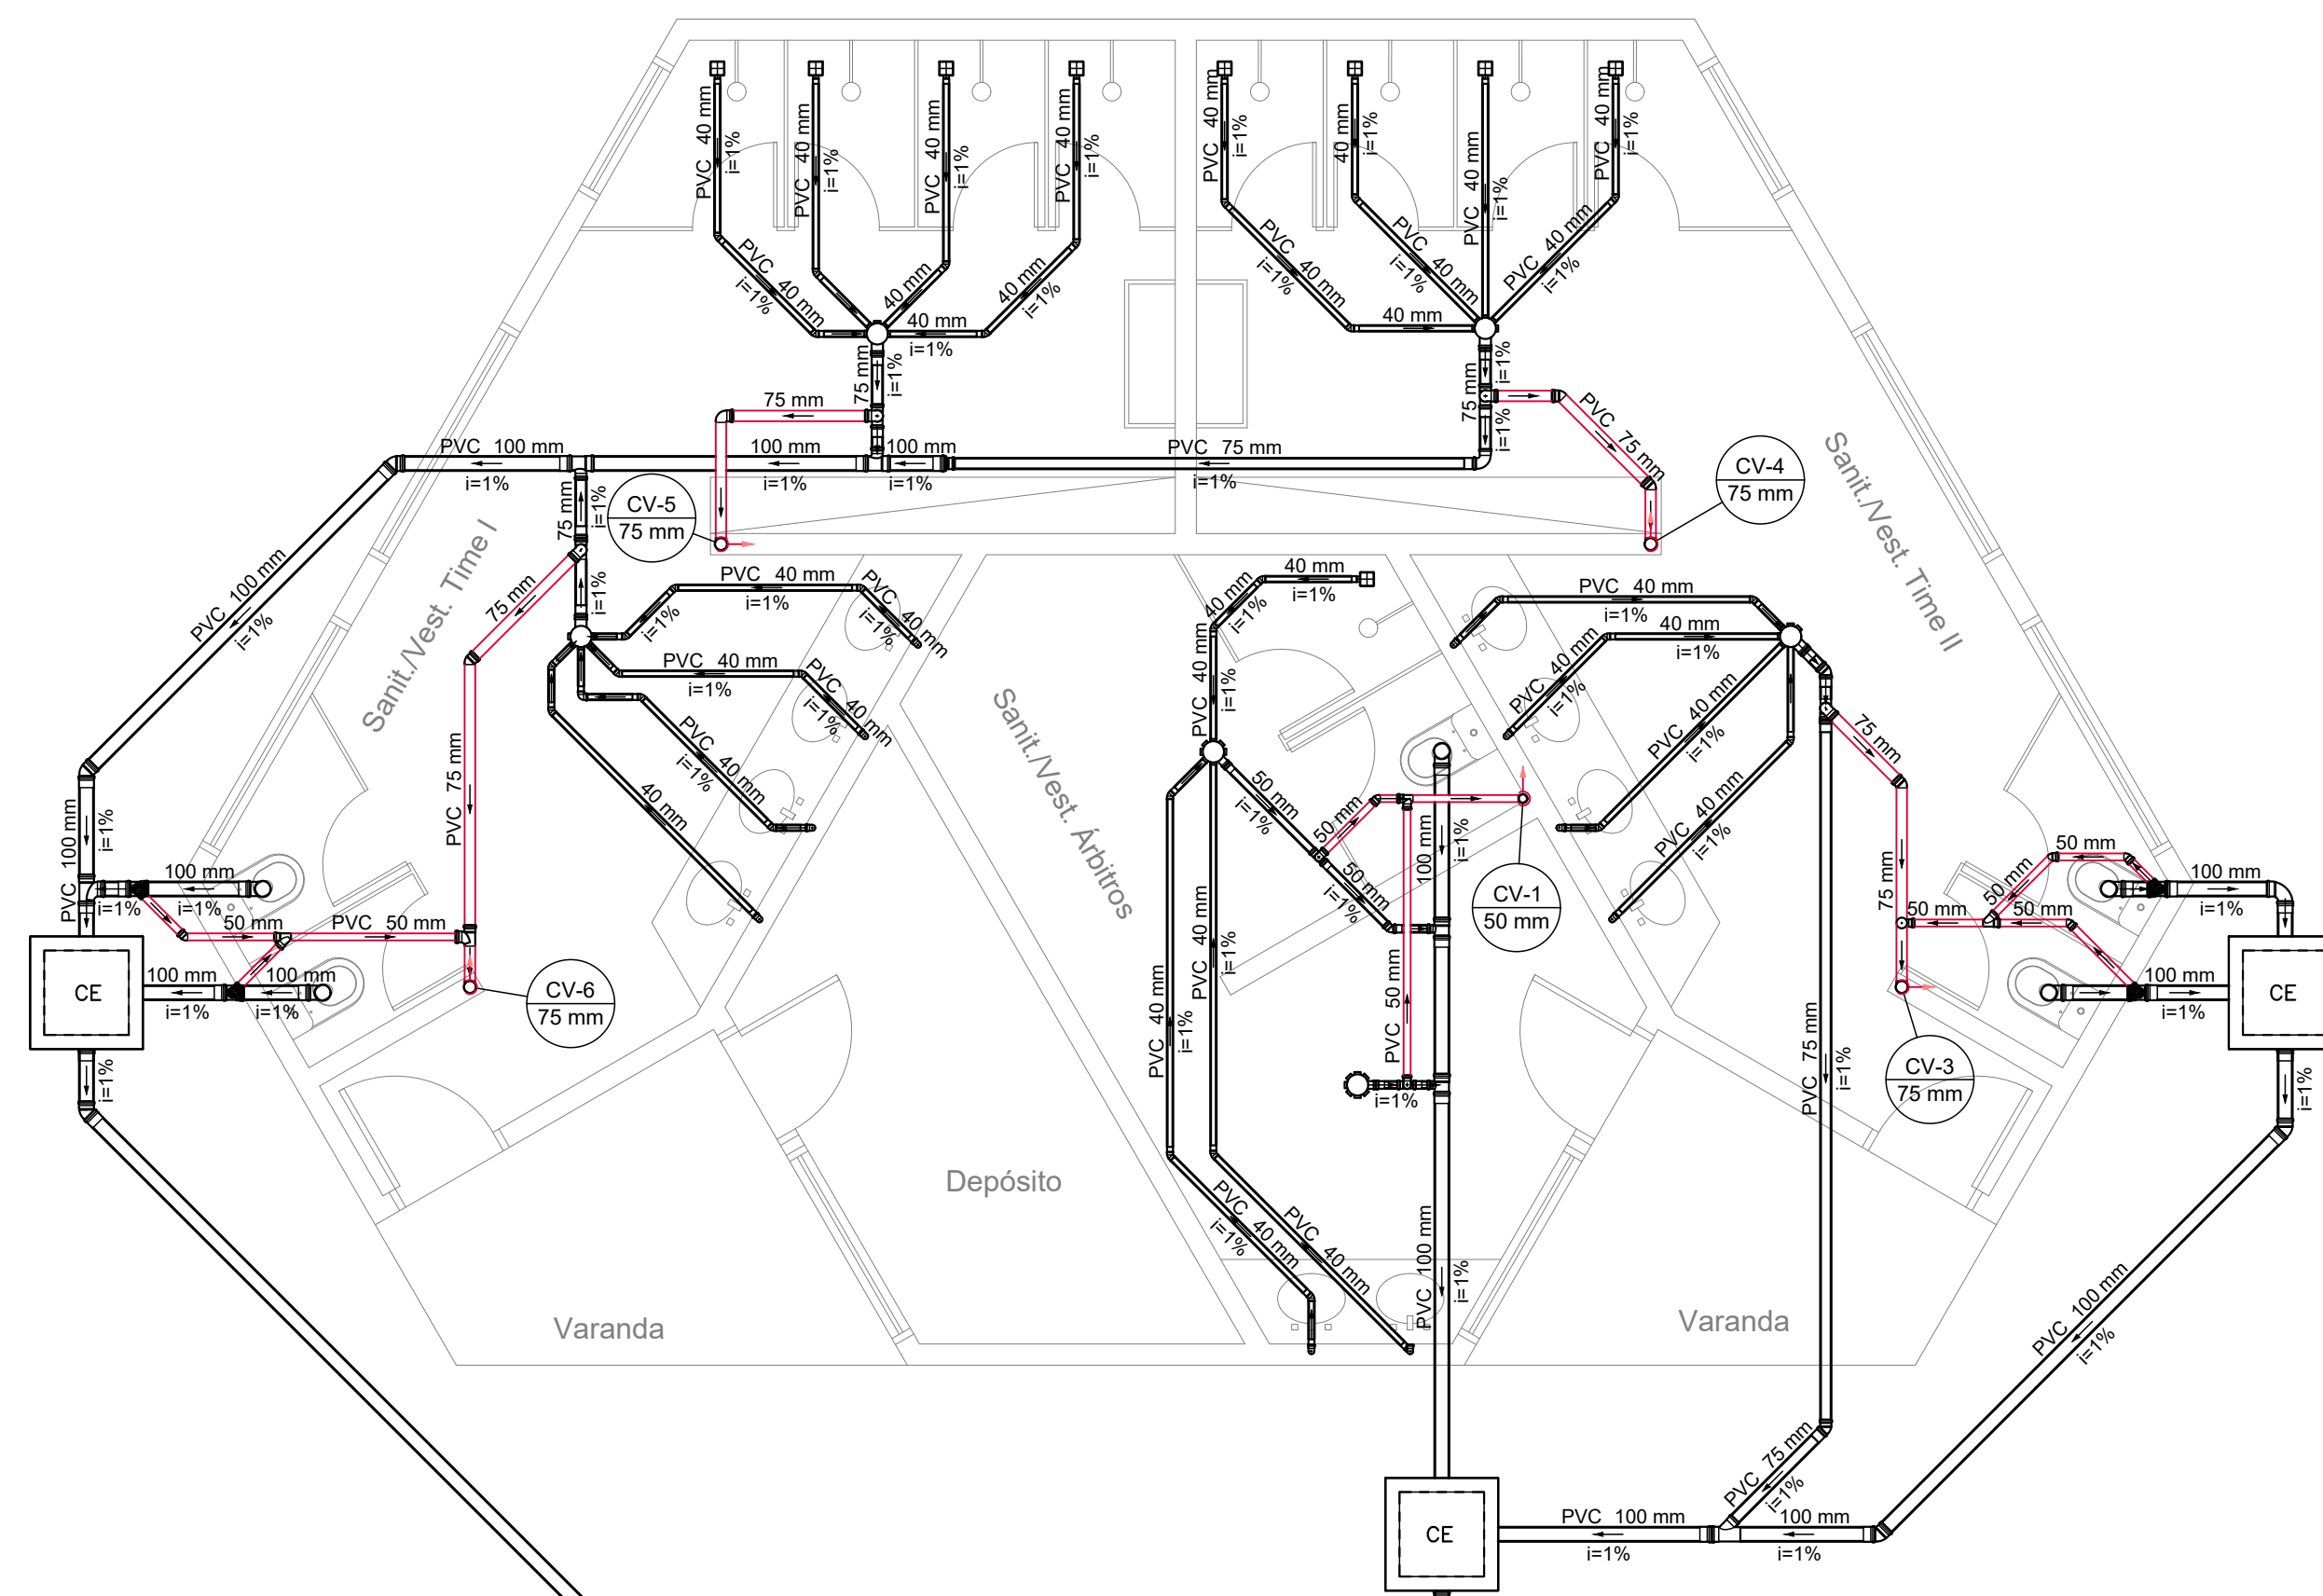 PVC 40 mm
i=1%
PVC 40 mm
i=1%
PVC 40 mm
i=1%
PVC 40 mm
i=1%
PVC 40 mm
i=1%
40 mm
i=1%
PVC 40 mm
i=1%
PVC 40 mm
i=1%
PVC 40 mm
i=1%
40 mm
40 mm
i=1%
40 mm
i=1%
PVC 40 mm
i=1%
PVC 40 mm
i=1%
PVC 40 mm
i=1%
40 mm
75 mm
i=1%
75 mm
i=1%
75 mm
i=1%
75 mm
PVC 75 mm
PVC 100 mm
i=1%
100 mm
i=1%
100 mm
i=1%
PVC 75 mm
i=1%
CV-5
75 mm
CV-4
75 mm
Sanit./Vest. Time I
Sanit./Vest. Time II
75 mm
i=1%
i=1%
75 mm
PVC 100 mm
i=1%
PVC 40 mm
i=1%
i=1%
PVC 40 mm
i=1%
PVC 40 mm
i=1%
PVC 40 mm
i=1%
PVC 40 mm
i=1%
40 mm
40 mm
i=1%
40 mm
i=1%
PVC 40 mm
i=1%
PVC 40 mm
i=1%
40 mm
i=1%
PVC 40 mm
i=1%
PVC 40 mm
i=1%
PVC 40 mm
i=1%
Sanit./Vest. Árbitros
PVC 75 mm
75 mm
75 mm
50 mm
i=1%
50 mm
50 mm
i=1%
100 mm
i=1%
CV-1
50 mm
PVC 100 mm
i=1%
100 mm
i=1%
i=1%
50 mm
PVC 50 mm
100 mm
i=1%
100 mm
i=1%
CE
CV-6
75 mm
50 mm
50 mm
50 mm
50 mm
100 mm
i=1%
100 mm
i=1%
CE
CV-3
75 mm
i=1%
i=1%
PVC 40 mm
i=1%
PVC 40 mm
i=1%
PVC 50 mm
i=1%
PVC 75 mm
i=1%
Depósito
PVC 40 mm
i=1%
PVC 40 mm
PVC 100 mm
i=1%
Varanda
Varanda
PVC 100 mm
i=1%
PVC 75 mm
i=1%
CE
PVC 100 mm
i=1%
100 mm
i=1%